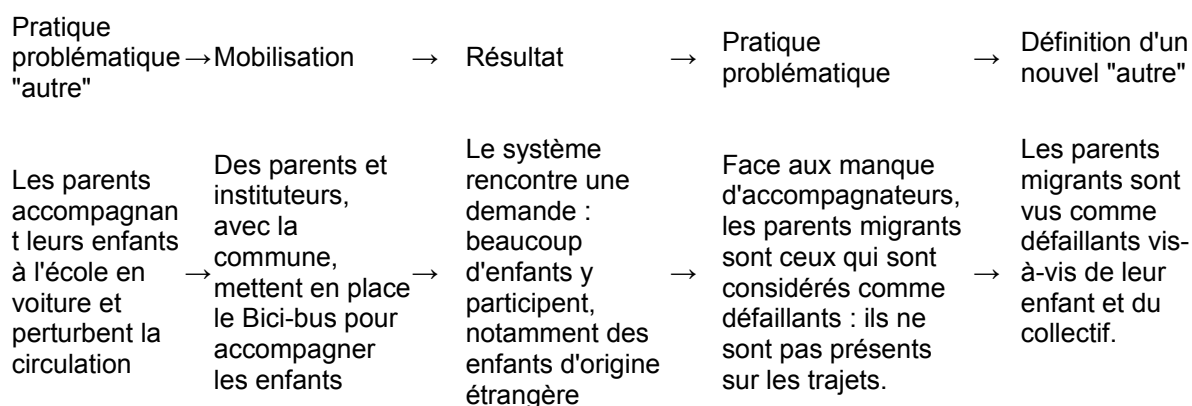 Pratique
problématique
"autre"
→
Mobilisation
→
Résultat
→
Pratique
problématique
→
Définition d'un
nouvel "autre"
Les parents
accompagnan
t leurs enfants
à l'école en
voiture et
perturbent la
circulation
→
Des parents et
instituteurs,
avec la
commune,
mettent en place
le Bici-bus pour
accompagner
les enfants
→
Le système
rencontre une
demande :
beaucoup
d'enfants y
participent,
notamment des
enfants d'origine
étrangère
→
Face aux manque
d'accompagnateurs,
les parents migrants
sont ceux qui sont
considérés comme
défaillants : ils ne
sont pas présents
sur les trajets.
→
Les parents
migrants sont
vus comme
défaillants vis-
à-vis de leur
enfant et du
collectif.